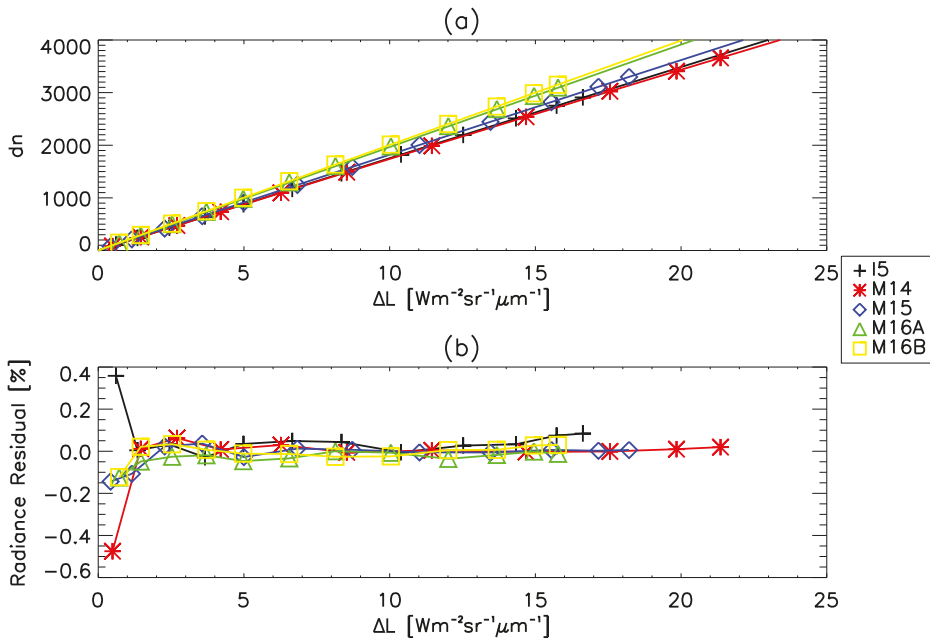 (a)
4000
3000
2000
1000
0
dn
0 5 10 15 20 25
ΔL [Wm⁻²sr⁻¹μm⁻¹]
I5
M14
M15
M16A
M16B
(b)
0.4
0.2
0.0
−0.2
−0.4
−0.6
Radiance Residual [%]
0 5 10 15 20 25
ΔL [Wm⁻²sr⁻¹μm⁻¹]